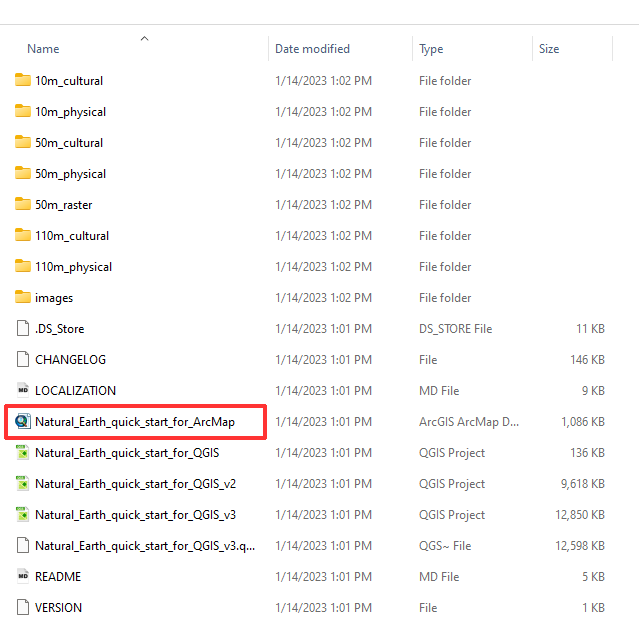 Name Date modified Type Size
10m_cultural 1/14/2023 1:02 PM File folder
10m_physical 1/14/2023 1:02 PM File folder
50m_cultural 1/14/2023 1:02 PM File folder
50m_physical 1/14/2023 1:02 PM File folder
50m_raster 1/14/2023 1:02 PM File folder
110m_cultural 1/14/2023 1:02 PM File folder
110m_physical 1/14/2023 1:02 PM File folder
images 1/14/2023 1:02 PM File folder
.DS_Store 1/14/2023 1:01 PM DS_STORE File 11 KB
CHANGELOG 1/14/2023 1:01 PM File 146 KB
MD LOCALIZATION 1/14/2023 1:01 PM MD File 9 KB
Natural_Earth_quick_start_for_ArcMap 1/14/2023 1:01 PM ArcGIS ArcMap D... 1,086 KB
Natural_Earth_quick_start_for_QGIS 1/14/2023 1:01 PM QGIS Project 136 KB
Natural_Earth_quick_start_for_QGIS_v2 1/14/2023 1:01 PM QGIS Project 9,618 KB
Natural_Earth_quick_start_for_QGIS_v3 1/14/2023 1:01 PM QGIS Project 12,850 KB
Natural_Earth_quick_start_for_QGIS_v3.q... 1/14/2023 1:01 PM QGS~ File 12,598 KB
MD README 1/14/2023 1:01 PM MD File 5 KB
VERSION 1/14/2023 1:01 PM File 1 KB